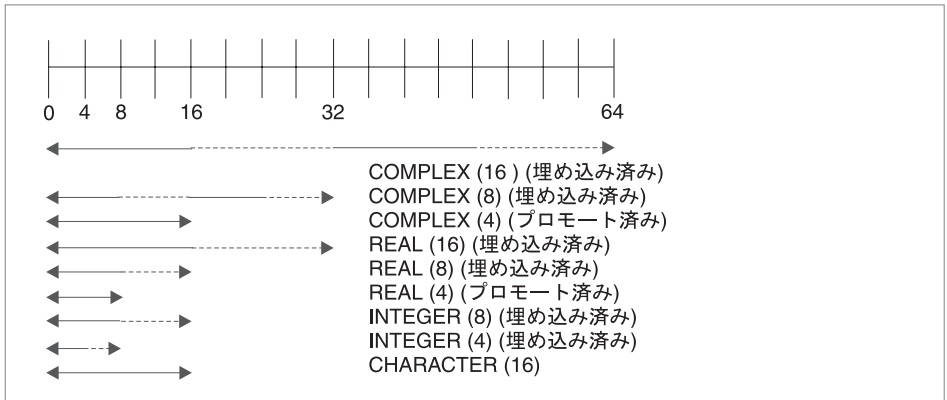 0 4 8 16 32 64
COMPLEX (16 ) (埋め込み済み)
COMPLEX (8) (埋め込み済み)
COMPLEX (4) (プロモート済み)
REAL (16) (埋め込み済み)
REAL (8) (埋め込み済み)
REAL (4) (プロモート済み)
INTEGER (8) (埋め込み済み)
INTEGER (4) (埋め込み済み)
CHARACTER (16)